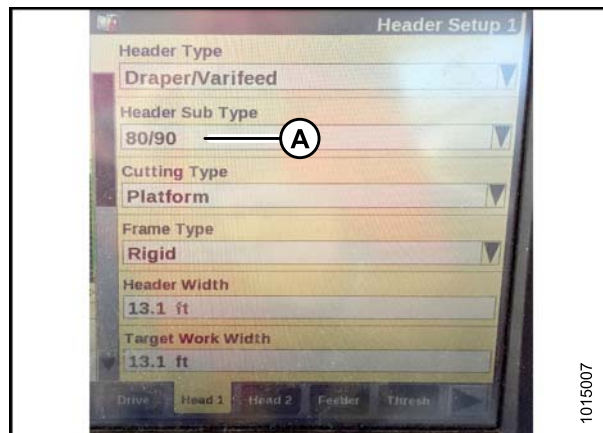 Header Setup 1
Header Type
Draper/Varifeed
Header Sub Type
80/90
A
Cutting Type
Platform
Frame Type
Rigid
Header Width
13.1 ft
Target Work Width
13.1 ft
Drive Head 1 Head 2 Feeder Thresh
1015007